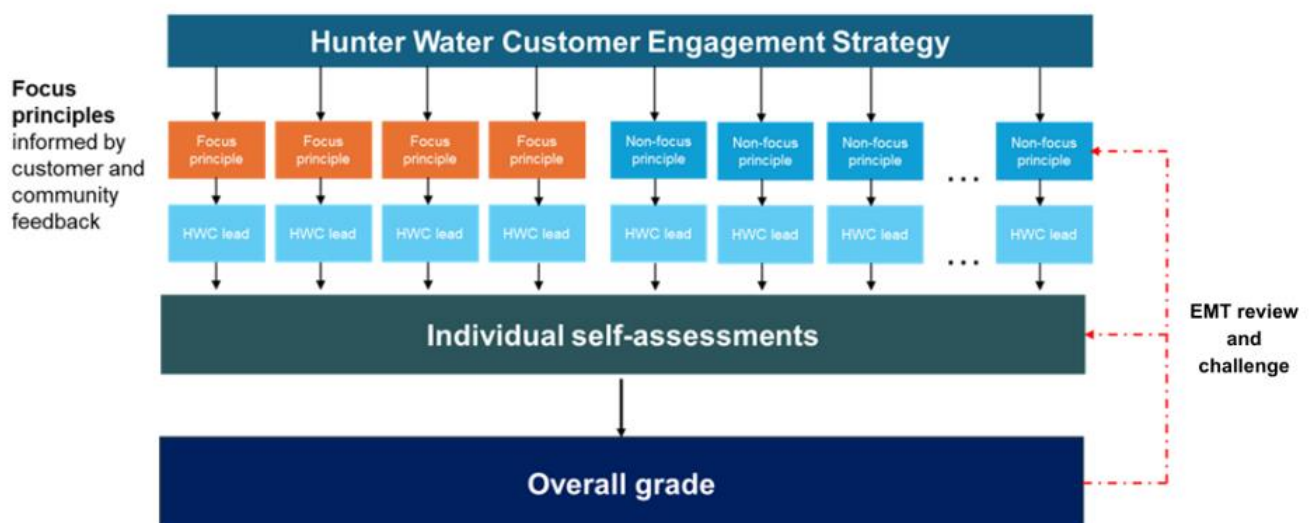 Hunter Water Customer Engagement Strategy
Focus
principles
informed by
customer and
community
feedback
Focus
principle
Focus
principle
Focus
principle
Focus
principle
Non-focus
principle
Non-focus
principle
Non-focus
principle
...
Non-focus
principle
HWC lead
HWC lead
HWC lead
HWC lead
HWC lead
HWC lead
HWC lead
...
HWC lead
Individual self-assessments
EMT review
and
challenge
Overall grade